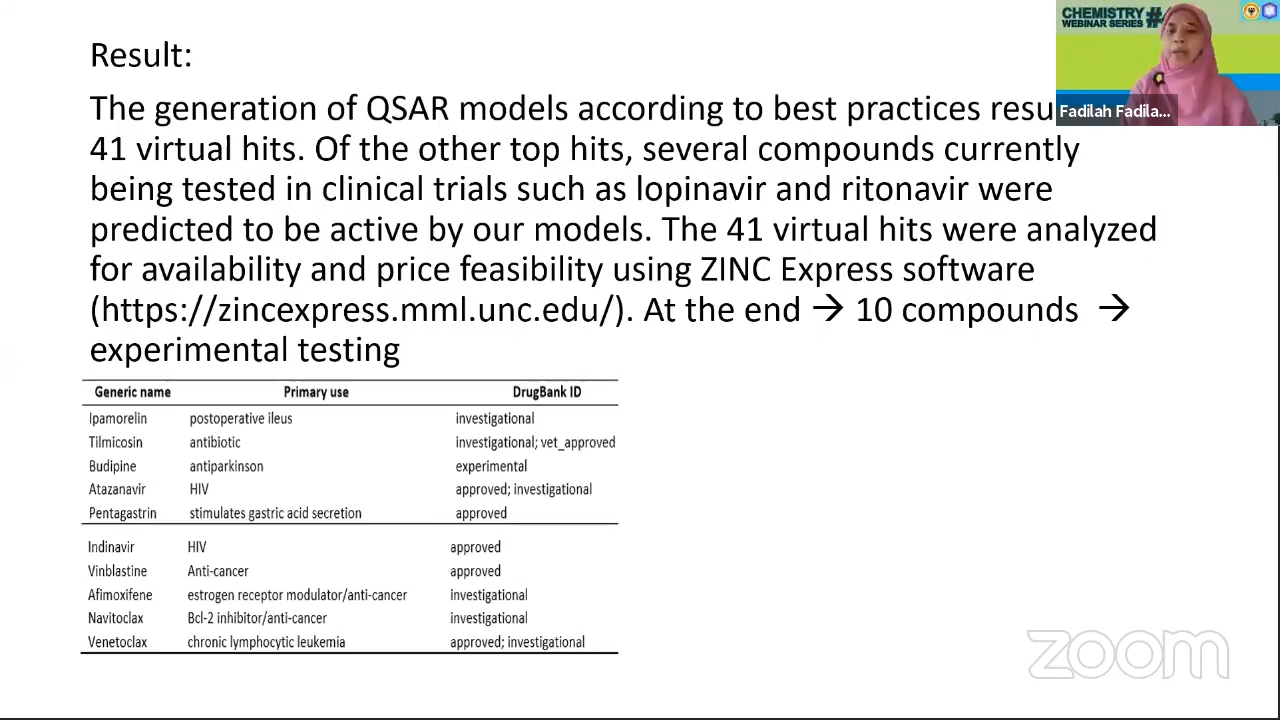 Result:
The generation of QSAR models according to best practices resu
41 virtual hits. Of the other top hits, several compounds currently
being tested in clinical trials such as lopinavir and ritonavir were
predicted to be active by our models. The 41 virtual hits were analyzed
for availability and price feasibility using ZINC Express software
(https://zincexpress.mml.unc.edu/). At the end → 10 compounds →
experimental testing
Generic name Primary use DrugBank ID
Ipamorelin postoperative ileus investigational
Tilmicosin antibiotic investigational; vet_approved
Budipine antiparkinson experimental
Atazanavir HIV approved; investigational
Pentagastrin stimulates gastric acid secretion approved
Indinavir HIV approved
Vinblastine Anti-cancer approved
Afimoxifene estrogen receptor modulator/anti-cancer investigational
Navitoclax Bcl-2 inhibitor/anti-cancer investigational
Venetoclax chronic lymphocytic leukemia approved; investigational
CHEMISTRY #
WEBINAR SERIES
Fadilah Fadila...
zoom